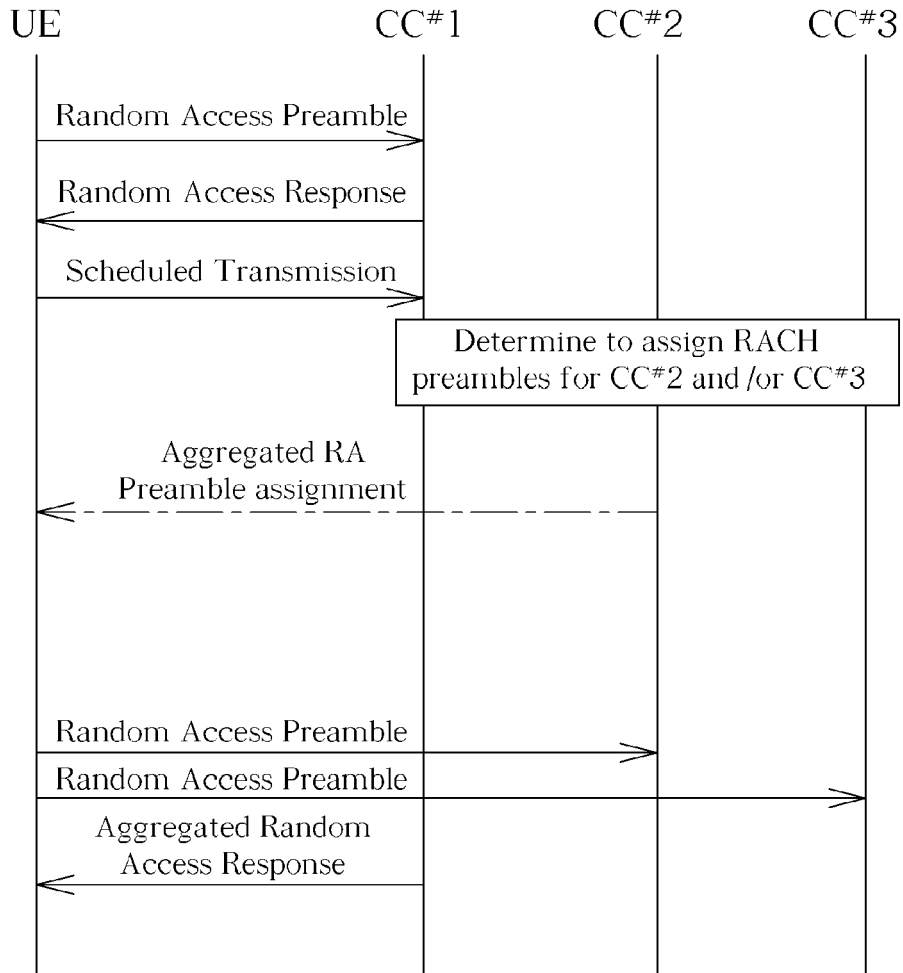 UE CC#1 CC#2 CC#3
Random Access Preamble
Random Access Response
Scheduled Transmission
Determine to assign RACH
preambles for CC#2 and /or CC#3
Aggregated RA
Preamble assignment
Random Access Preamble
Random Access Preamble
Aggregated Random
Access Response